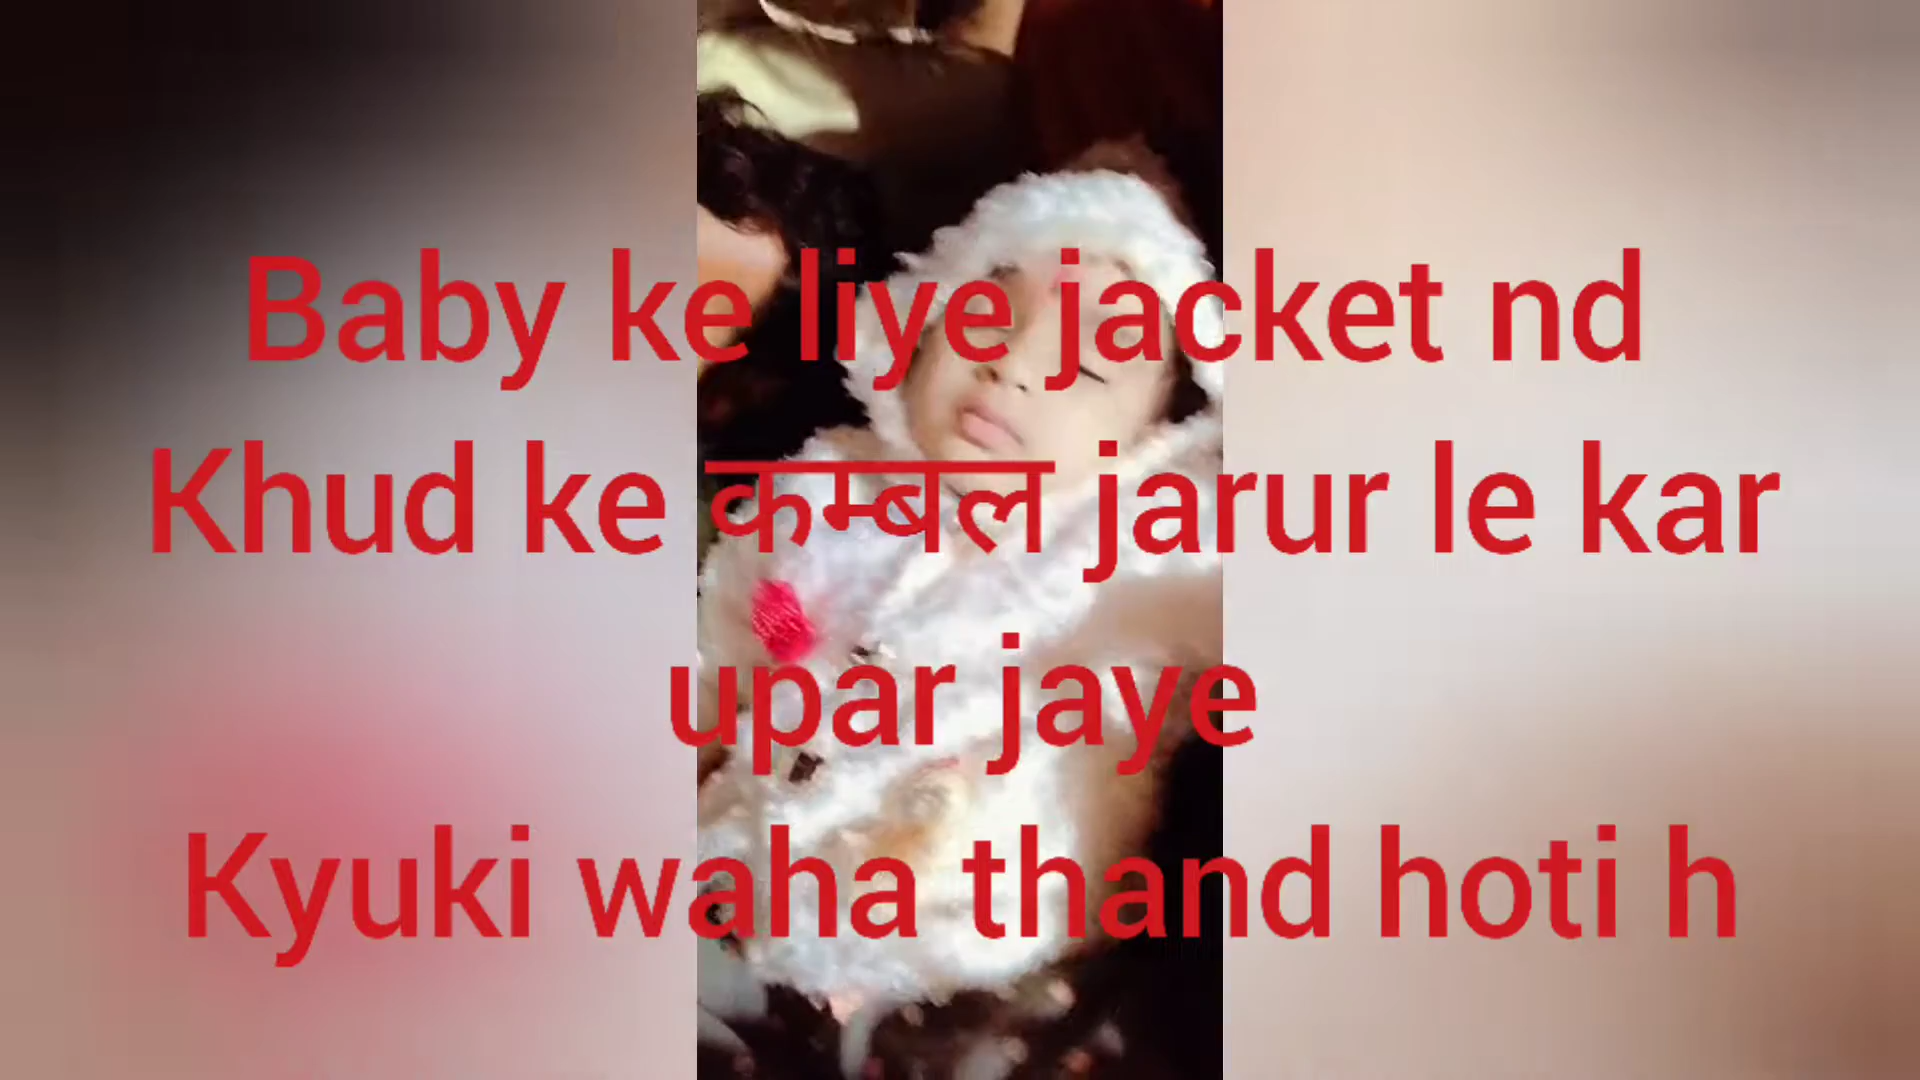 Baby ke liye jacket nd
Khud ke कम्बल jarur le kar
upar jaye
Kyuki waha thand hoti h